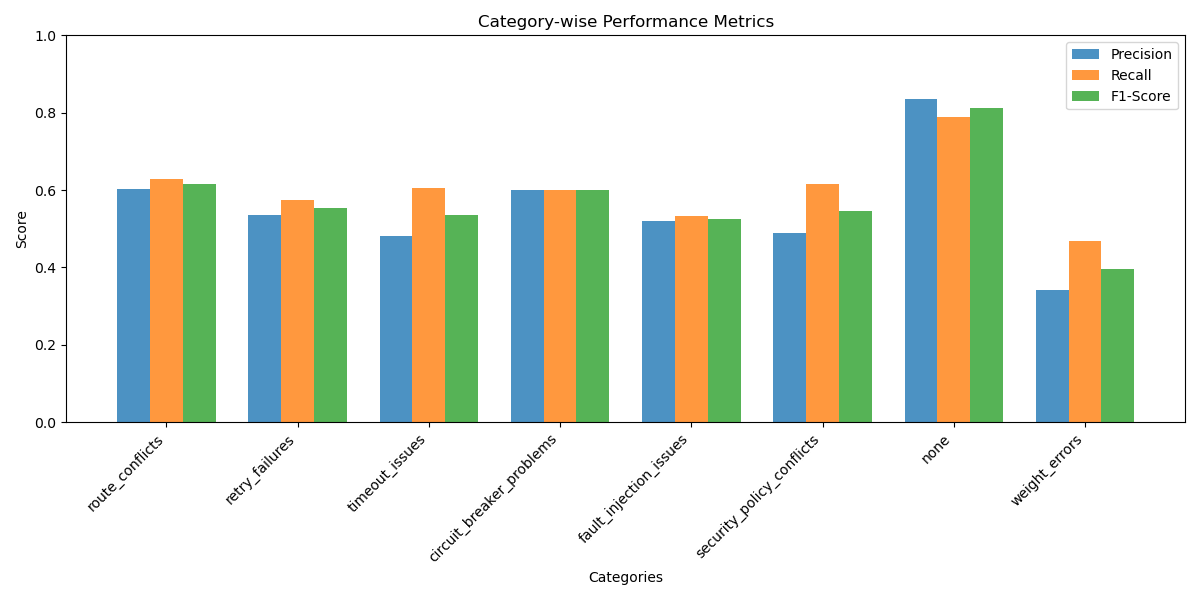 Category-wise Performance Metrics
1.0
0.8
0.6
0.4
0.2
0.0
Score
Precision
Recall
F1-Score
route_conflicts
retry_failures
timeout_issues
circuit_breaker_problems
fault_injection_issues
security_policy_conflicts
none
weight_errors
Categories